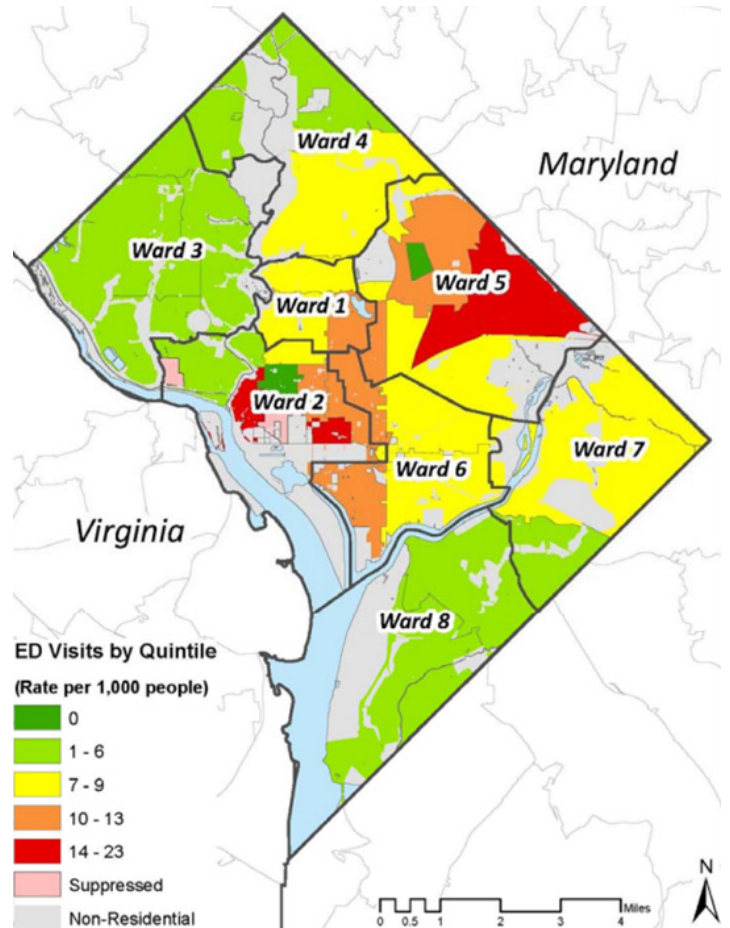 Ward 4
Maryland
Ward 3
Ward 5
Ward 1
Ward 2
Ward 7
Ward 6
Virginia
Ward 8
ED Visits by Quintile
(Rate per 1,000 people)
0
1 - 6
7 - 9
10 - 13
14 - 23
Suppressed
Non-Residential
N
Miles
0 0.5 1 2 3 4